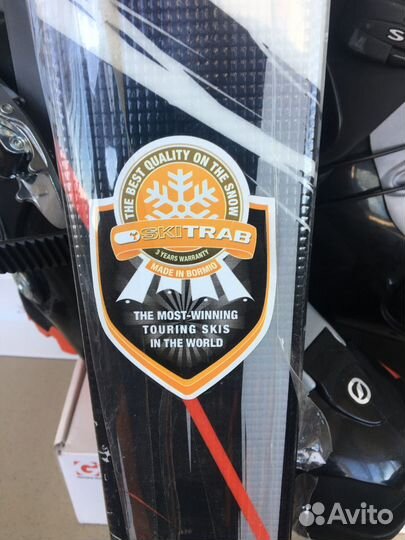 THE BEST QUALITY ON THE SNOW
SKITRAB
3 YEARS WARRANTY
MADE IN BORMIO
THE MOST-WINNING
TOURING SKIS
IN THE WORLD
S
G
Avito